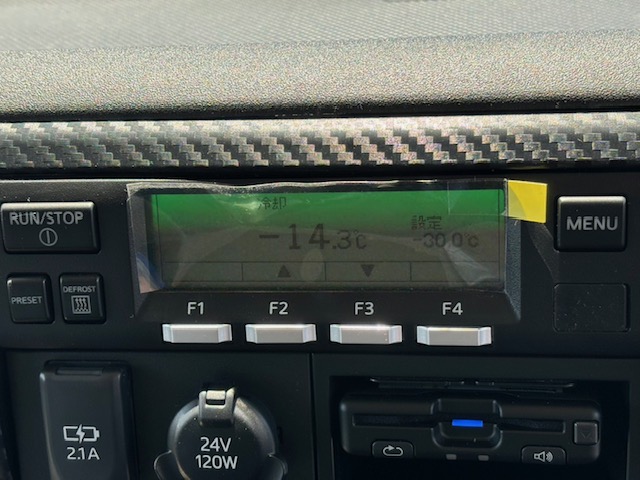 冷却
RUN/STOP
-14.3℃
設定
-30.0℃
MENU
▲ ▼
PRESET
DEFROST
F1 F2 F3 F4
2.1A
24V
120W